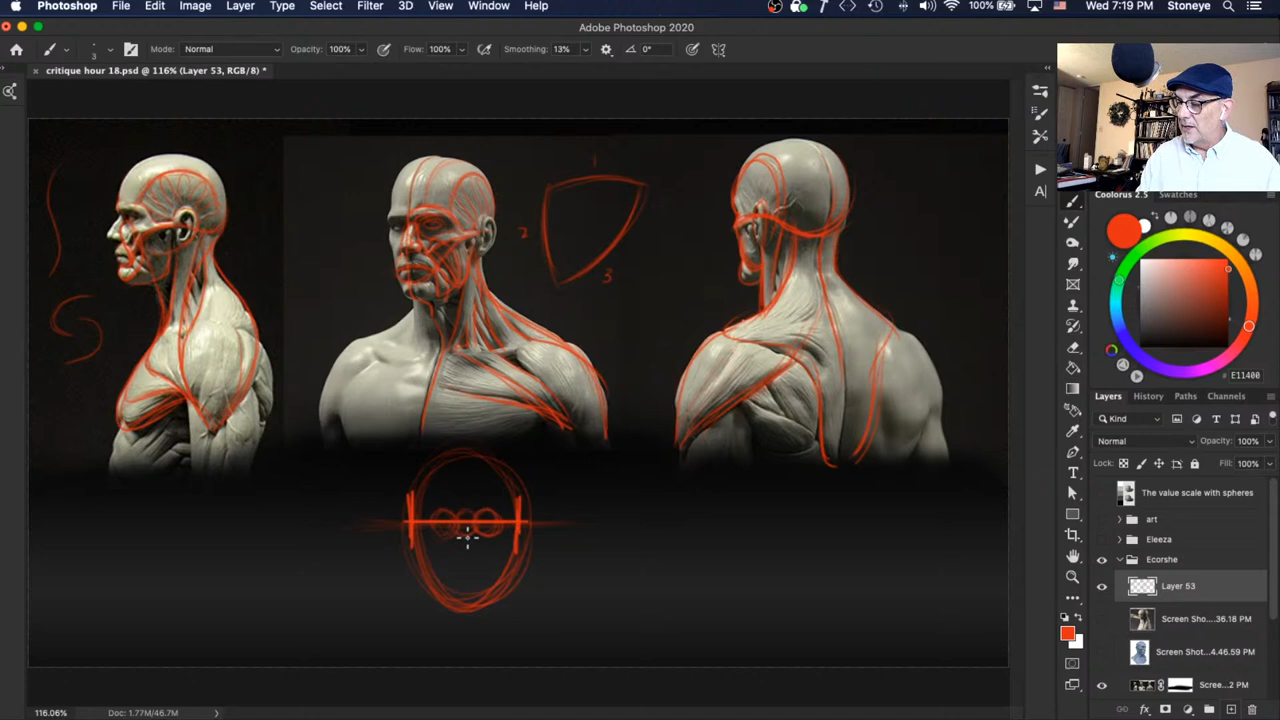 Photoshop File Edit Image Layer Type Select Filter 3D View Window Help 100% Wed 7:19 PM Stoneye
Adobe Photoshop 2020
3 Mode: Normal Opacity: 100% Flow: 100% Smoothing: 13% 0°
critique hour 18.psd @ 116% (Layer 53, RGB/8) *
1
2
3
Coolorus 2.5 Swatches
E11400
Layers History Paths Channels
Kind
Normal Opacity: 100%
Lock: Fill: 100%
The value scale with spheres
art
Eleeza
Ecorshe
Layer 53
Screen Sho....36.18 PM
Screen Shot...4.46.59 PM
Scree...2 PM
116.06% Doc: 1.77M/46.7M